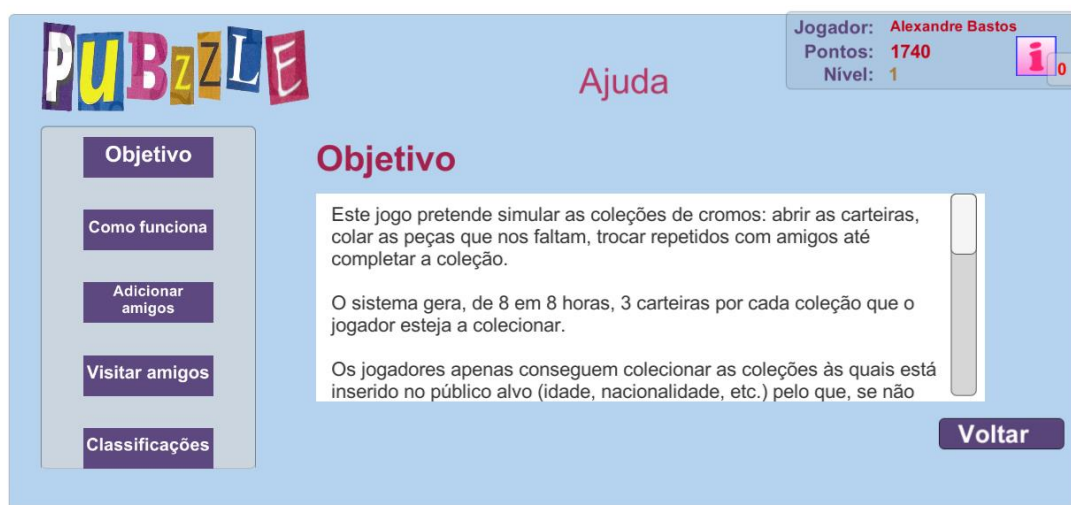 PUBZZLE
Ajuda
Jogador: Alexandre Bastos
Pontos: 1740
Nível: 1
i
0
Objetivo
Como funciona
Adicionar
amigos
Visitar amigos
Classificações
Objetivo
Este jogo pretende simular as coleções de cromos: abrir as carteiras,
colar as peças que nos faltam, trocar repetidos com amigos até
completar a coleção.
O sistema gera, de 8 em 8 horas, 3 carteiras por cada coleção que o
jogador esteja a colecionar.
Os jogadores apenas conseguem colecionar as coleções às quais está
inserido no público alvo (idade, nacionalidade, etc.) pelo que, se não
Voltar